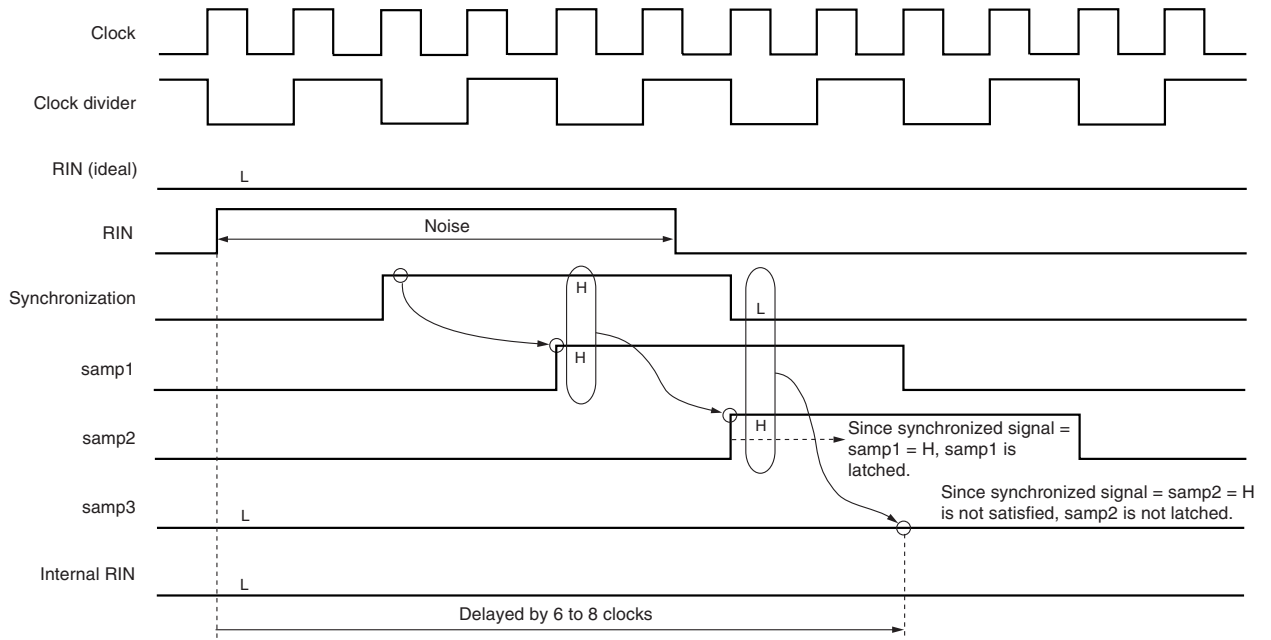 Clock
Clock divider
RIN (ideal)
L
RIN
Noise
Synchronization
H
L
samp1
H
samp2
H
Since synchronized signal =
samp1 = H, samp1 is
latched.
samp3
L
Since synchronized signal = samp2 = H
is not satisfied, samp2 is not latched.
Internal RIN
L
Delayed by 6 to 8 clocks